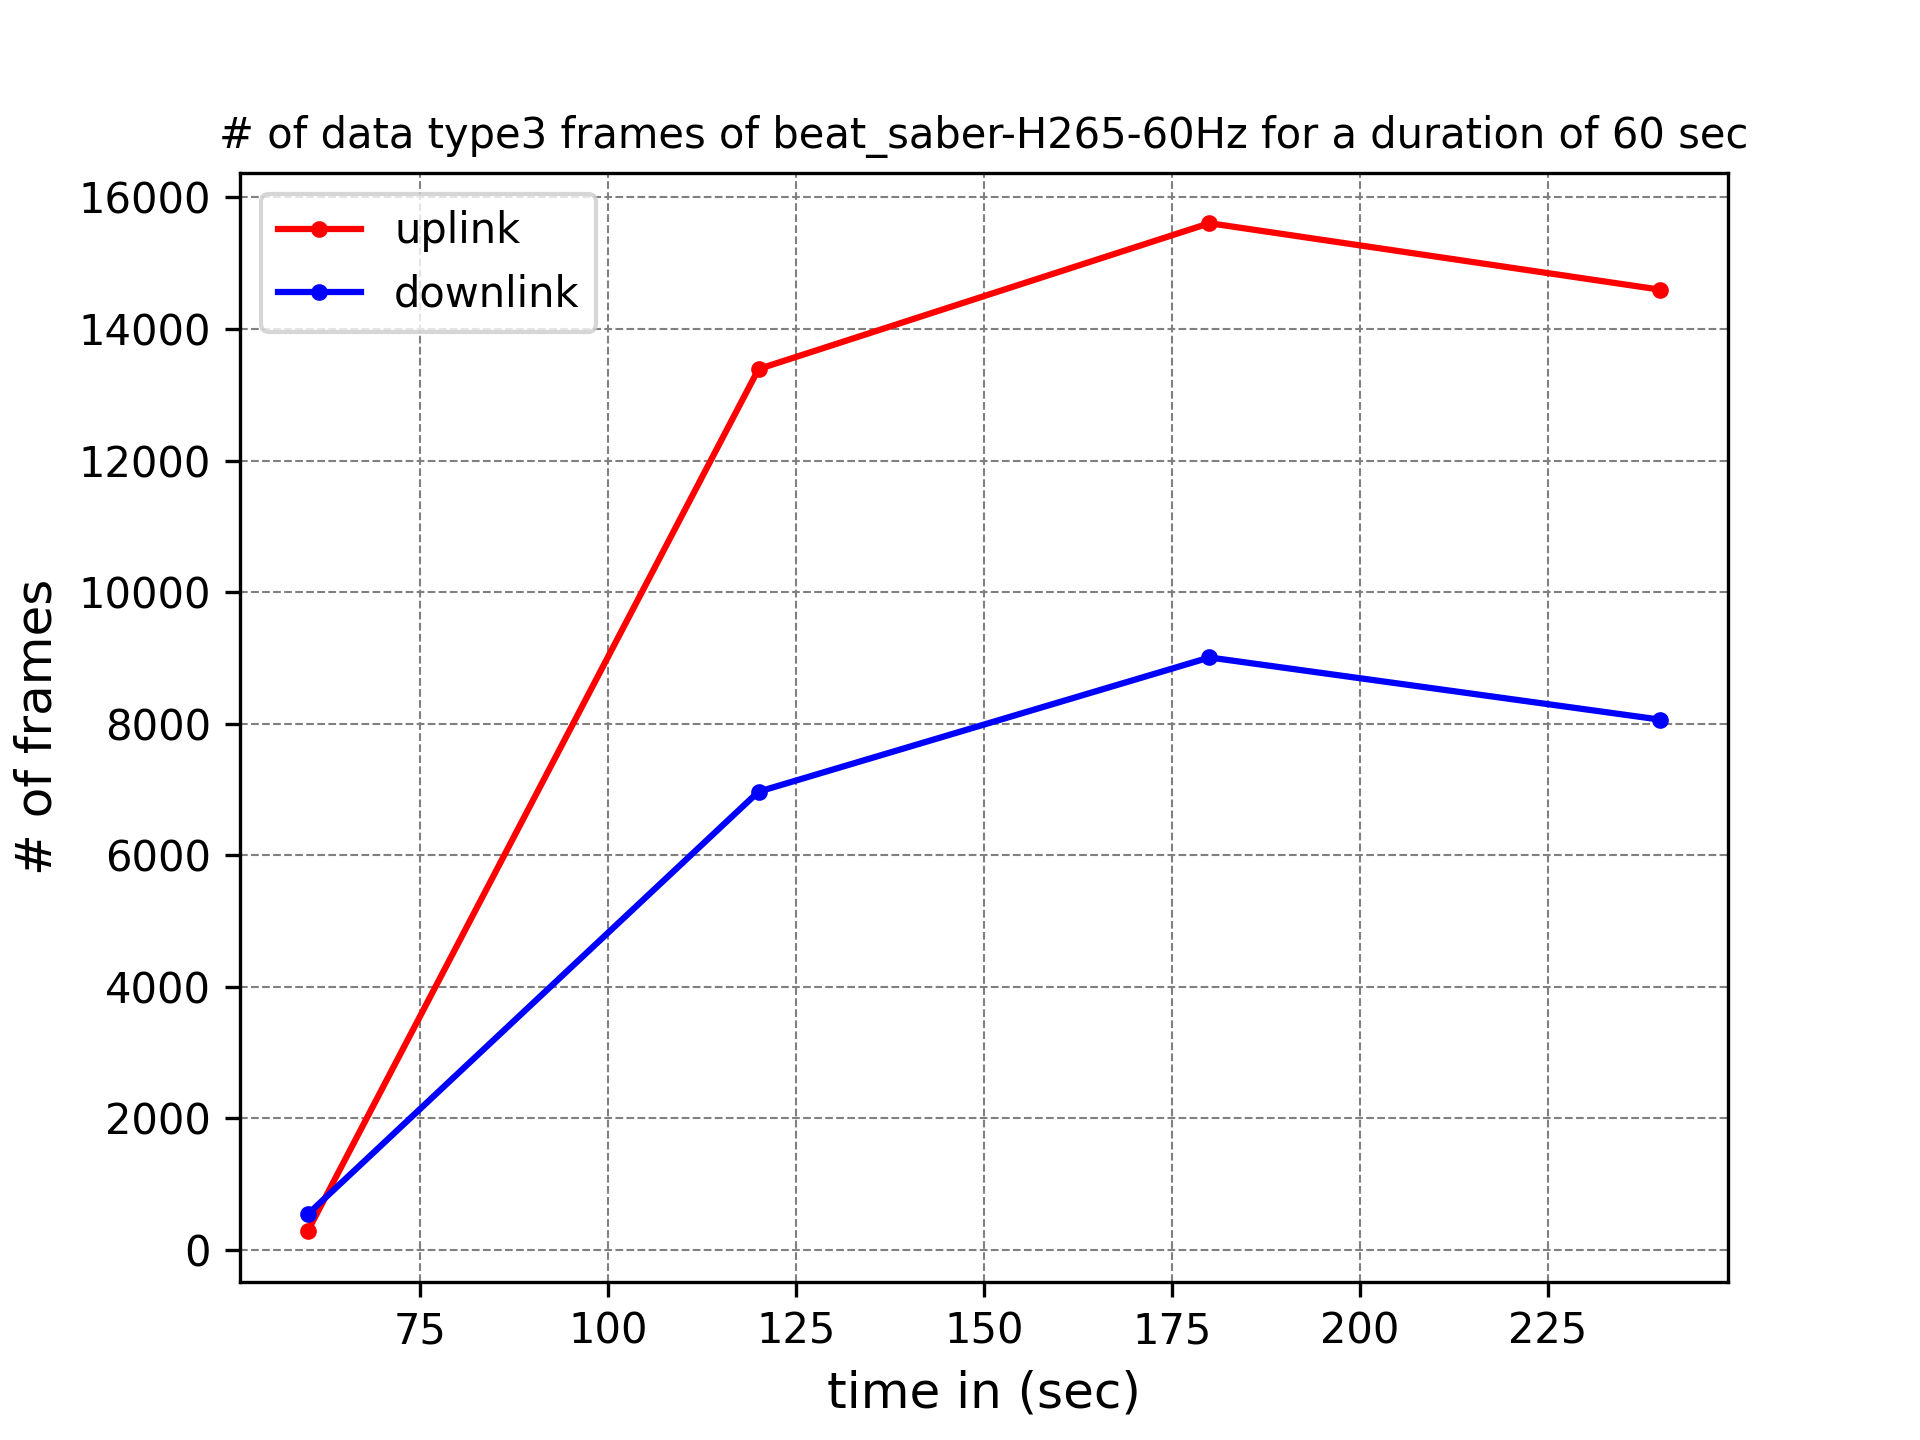 # of data type3 frames of beat_saber-H265-60Hz for a duration of 60 sec
uplink
downlink
# of frames
16000
14000
12000
10000
8000
6000
4000
2000
0
75 100 125 150 175 200 225
time in (sec)